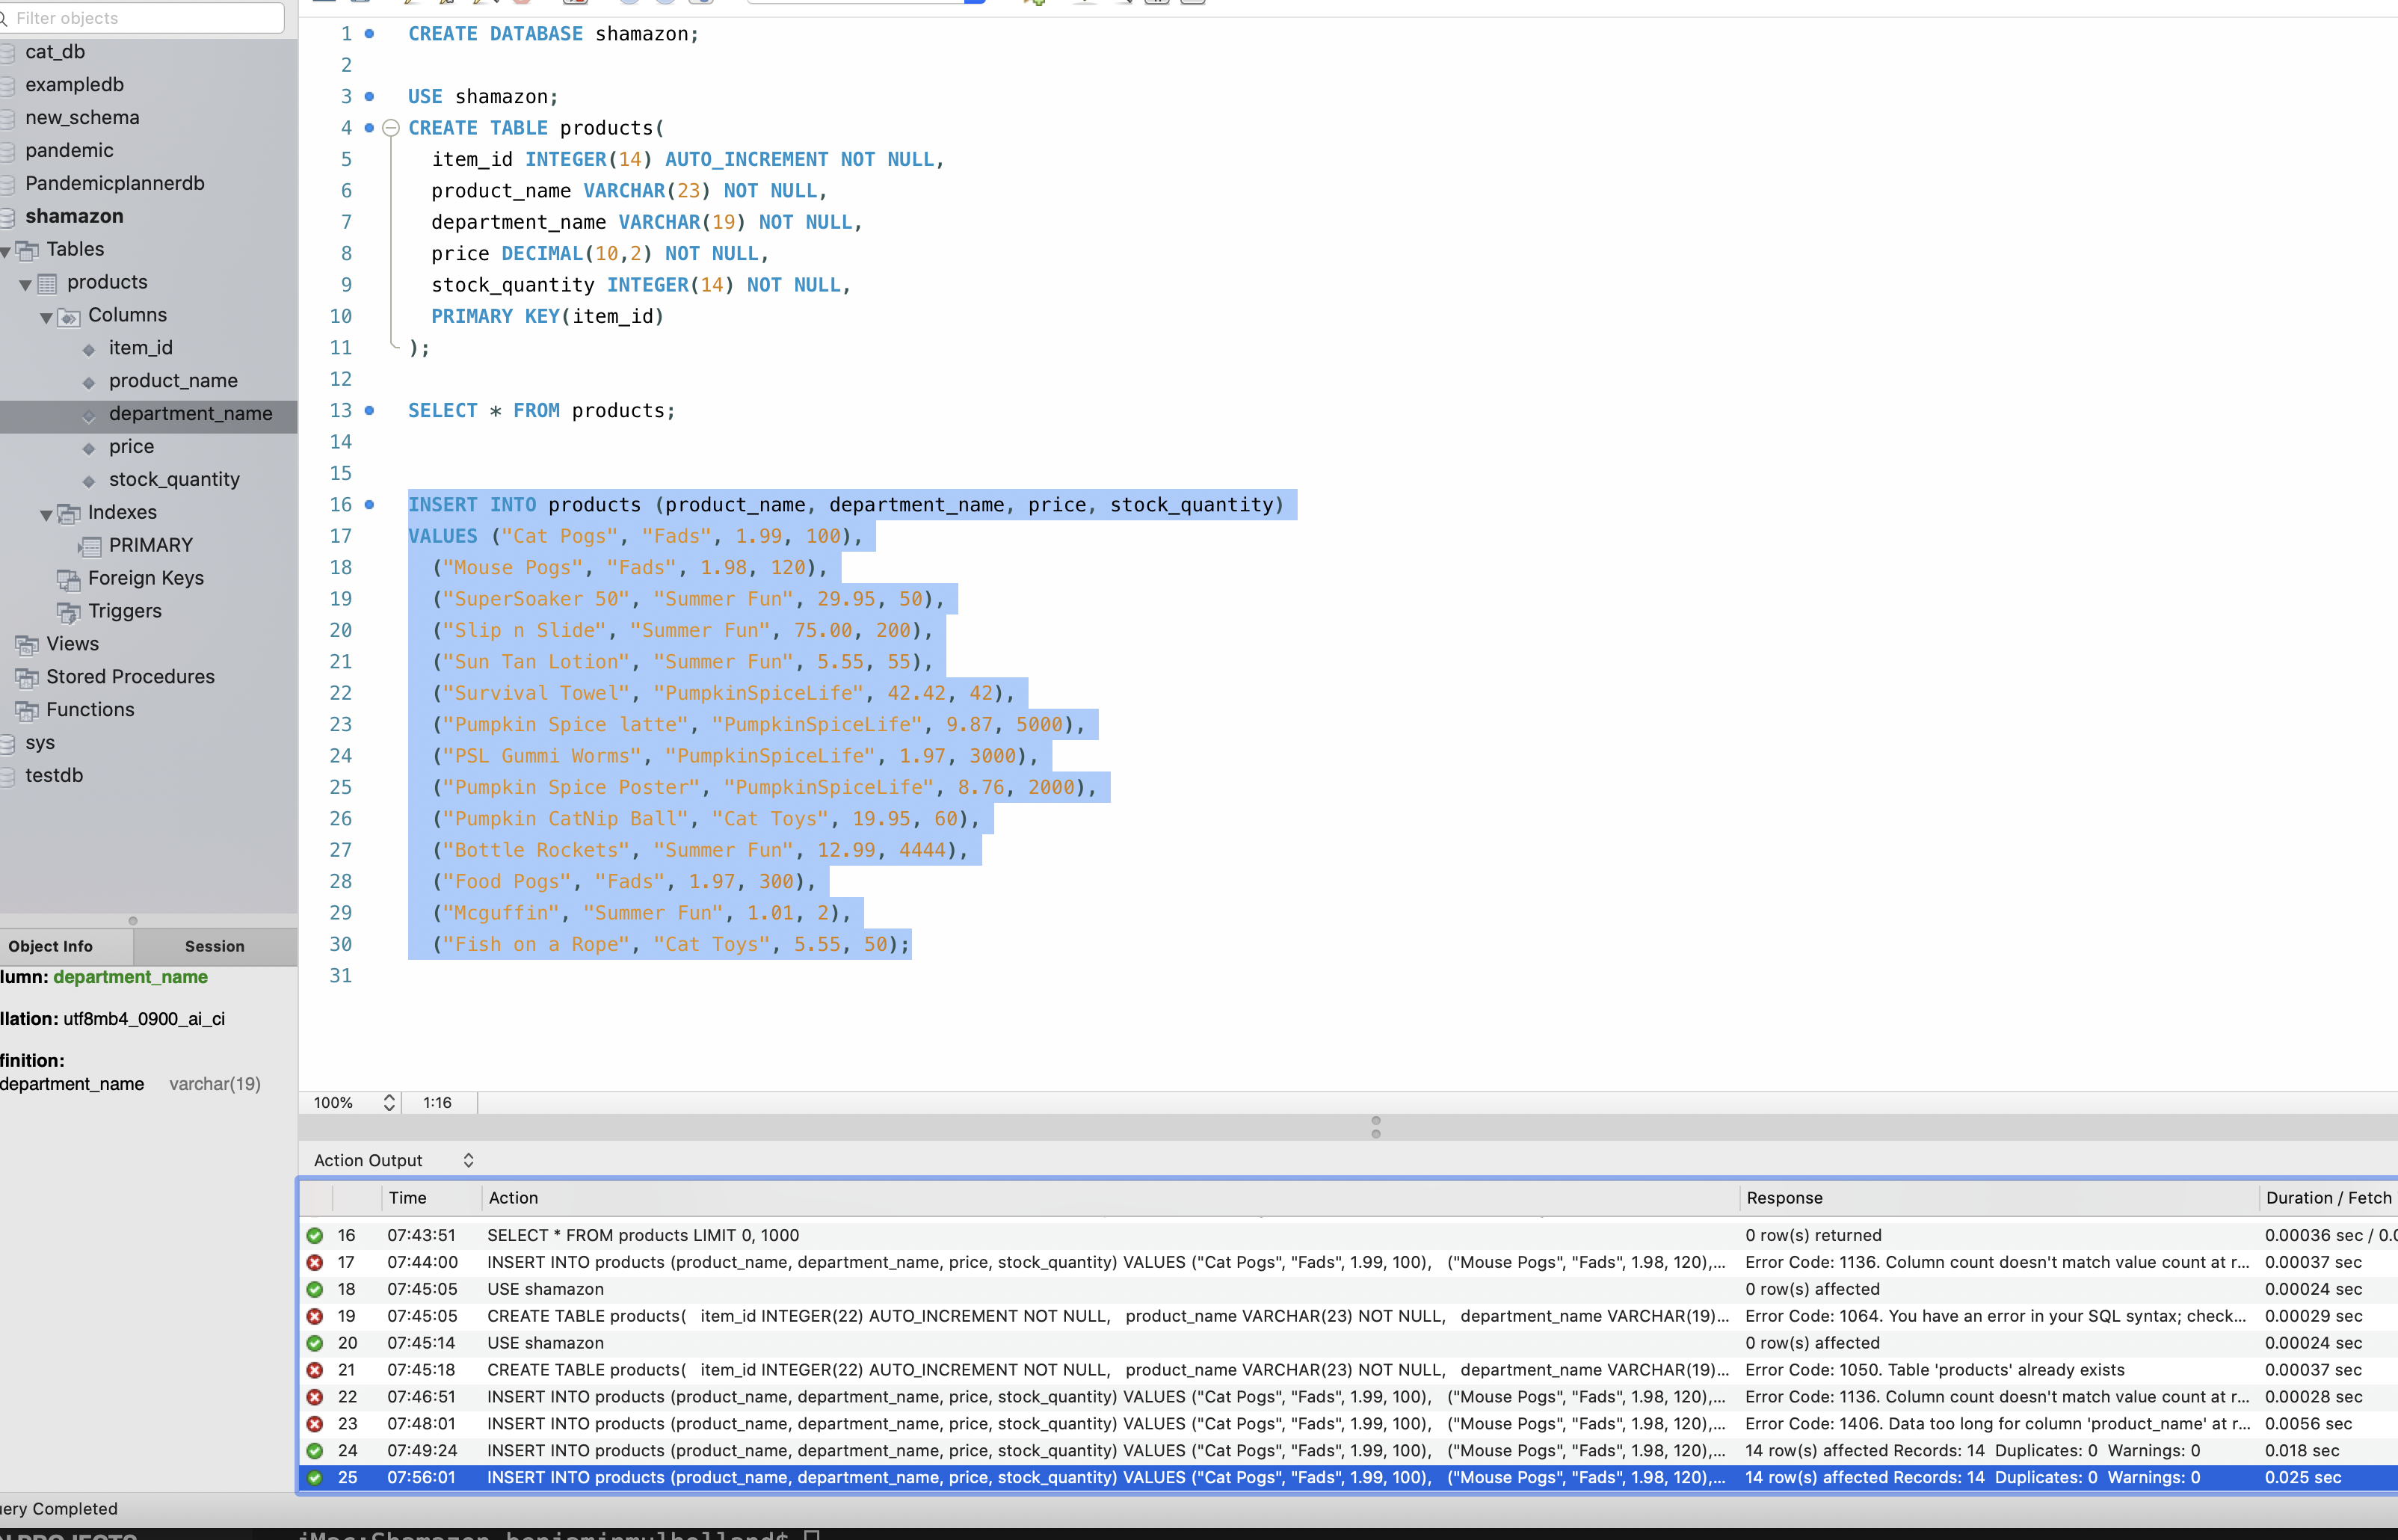 Filter objects
cat_db
exampledb
new_schema
pandemic
Pandemicplannerdb
shamazon
Tables
products
Columns
item_id
product_name
department_name
price
stock_quantity
Indexes
PRIMARY
Foreign Keys
Triggers
Views
Stored Procedures
Functions
sys
testdb
Object Info Session
lumn: department_name
llation: utf8mb4_0900_ai_ci
finition:
department_name varchar(19)
1 CREATE DATABASE shamazon;
2
3 USE shamazon;
4 CREATE TABLE products(
5 item_id INTEGER(14) AUTO_INCREMENT NOT NULL,
6 product_name VARCHAR(23) NOT NULL,
7 department_name VARCHAR(19) NOT NULL,
8 price DECIMAL(10,2) NOT NULL,
9 stock_quantity INTEGER(14) NOT NULL,
10 PRIMARY KEY(item_id)
11 );
12
13 SELECT * FROM products;
14
15
16 INSERT INTO products (product_name, department_name, price, stock_quantity)
17 VALUES ("Cat Pogs", "Fads", 1.99, 100),
18 ("Mouse Pogs", "Fads", 1.98, 120),
19 ("SuperSoaker 50", "Summer Fun", 29.95, 50),
20 ("Slip n Slide", "Summer Fun", 75.00, 200),
21 ("Sun Tan Lotion", "Summer Fun", 5.55, 55),
22 ("Survival Towel", "PumpkinSpiceLife", 42.42, 42),
23 ("Pumpkin Spice latte", "PumpkinSpiceLife", 9.87, 5000),
24 ("PSL Gummi Worms", "PumpkinSpiceLife", 1.97, 3000),
25 ("Pumpkin Spice Poster", "PumpkinSpiceLife", 8.76, 2000),
26 ("Pumpkin CatNip Ball", "Cat Toys", 19.95, 60),
27 ("Bottle Rockets", "Summer Fun", 12.99, 4444),
28 ("Food Pogs", "Fads", 1.97, 300),
29 ("Mcguffin", "Summer Fun", 1.01, 2),
30 ("Fish on a Rope", "Cat Toys", 5.55, 50);
31
100% 1:16
Action Output
Time Action Response Duration / Fetch
16 07:43:51 SELECT * FROM products LIMIT 0, 1000 0 row(s) returned 0.00036 sec / 0.0
17 07:44:00 INSERT INTO products (product_name, department_name, price, stock_quantity) VALUES ("Cat Pogs", "Fads", 1.99, 100), ("Mouse Pogs", "Fads", 1.98, 120),... Error Code: 1136. Column count doesn't match value count at r... 0.00037 sec
18 07:45:05 USE shamazon 0 row(s) affected 0.00024 sec
19 07:45:05 CREATE TABLE products( item_id INTEGER(22) AUTO_INCREMENT NOT NULL, product_name VARCHAR(23) NOT NULL, department_name VARCHAR(19)... Error Code: 1064. You have an error in your SQL syntax; check... 0.00029 sec
20 07:45:14 USE shamazon 0 row(s) affected 0.00024 sec
21 07:45:18 CREATE TABLE products( item_id INTEGER(22) AUTO_INCREMENT NOT NULL, product_name VARCHAR(23) NOT NULL, department_name VARCHAR(19)... Error Code: 1050. Table 'products' already exists 0.00037 sec
22 07:46:51 INSERT INTO products (product_name, department_name, price, stock_quantity) VALUES ("Cat Pogs", "Fads", 1.99, 100), ("Mouse Pogs", "Fads", 1.98, 120),... Error Code: 1136. Column count doesn't match value count at r... 0.00028 sec
23 07:48:01 INSERT INTO products (product_name, department_name, price, stock_quantity) VALUES ("Cat Pogs", "Fads", 1.99, 100), ("Mouse Pogs", "Fads", 1.98, 120),... Error Code: 1406. Data too long for column 'product_name' at r... 0.0056 sec
24 07:49:24 INSERT INTO products (product_name, department_name, price, stock_quantity) VALUES ("Cat Pogs", "Fads", 1.99, 100), ("Mouse Pogs", "Fads", 1.98, 120),... 14 row(s) affected Records: 14 Duplicates: 0 Warnings: 0 0.018 sec
25 07:56:01 INSERT INTO products (product_name, department_name, price, stock_quantity) VALUES ("Cat Pogs", "Fads", 1.99, 100), ("Mouse Pogs", "Fads", 1.98, 120),... 14 row(s) affected Records: 14 Duplicates: 0 Warnings: 0 0.025 sec
uery Completed
PROJECTS iMac:Shamazon benjaminmulholland$